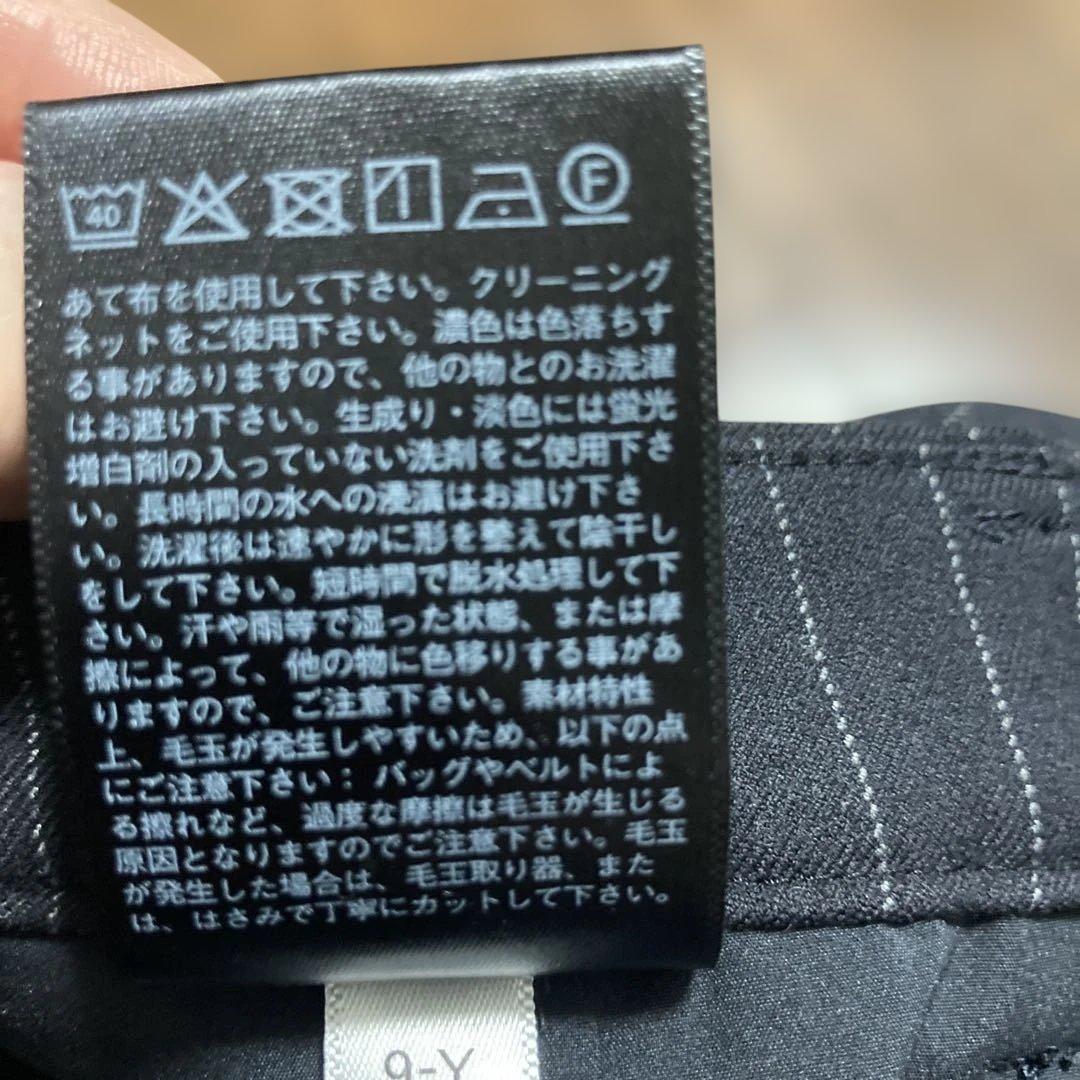 40 F
あて布を使用して下さい。クリーニング
ネットをご使用下さい。濃色は色落ちす
る事がありますので、他の物とのお洗濯
はお避け下さい。生成り・淡色には蛍光
増白剤の入っていない洗剤をご使用下さ
い。長時間の水への浸漬はお避け下さ
い。洗濯後は速やかに形を整えて陰干し
をして下さい。短時間で脱水処理して下
さい。汗や雨等で湿った状態、または摩
擦によって、他の物に色移りする事があ
りますので、ご注意下さい。素材特性
上、毛玉が発生しやすいため、以下の点
にご注意下さい：バッグやベルトによ
る擦れなど、過度な摩擦は毛玉が生じる
原因となりますのでご注意下さい。毛玉
が発生した場合は、毛玉取り器、また
は、はさみで丁寧にカットして下さい。
9-Y